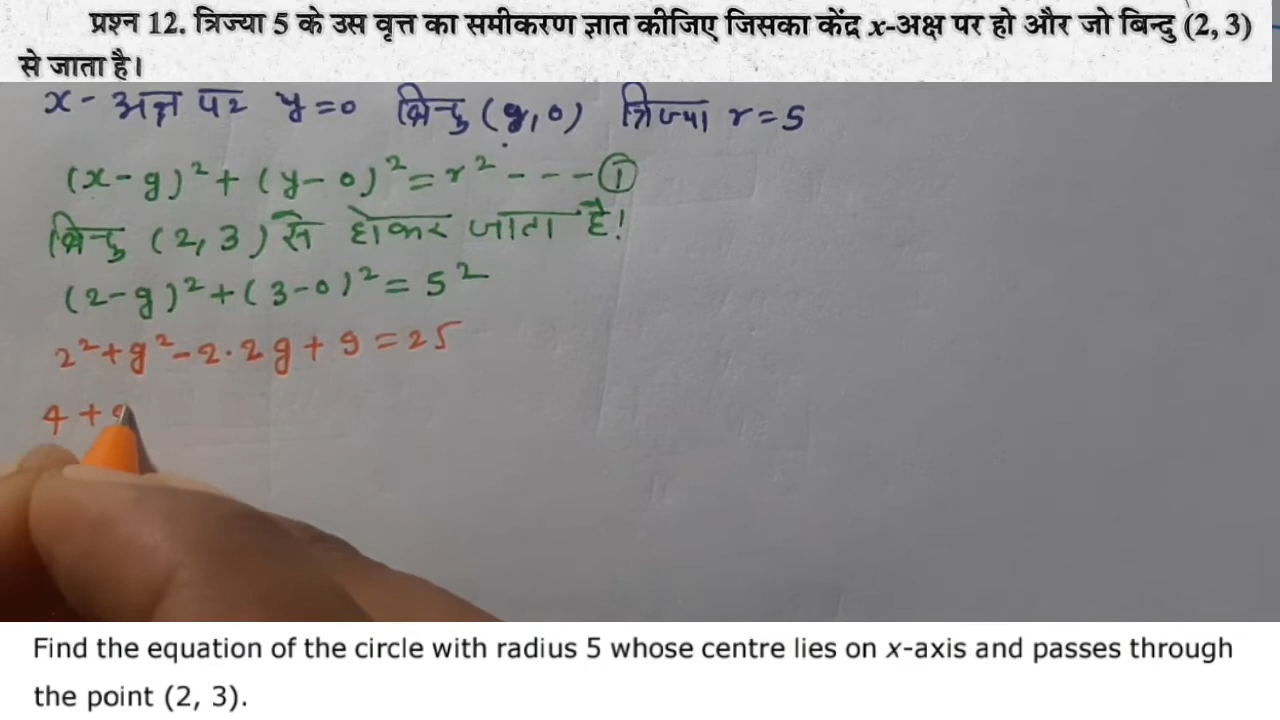 प्रश्न 12. त्रिज्या 5 के उस वृत्त का समीकरण ज्ञात कीजिए जिसका केंद्र x-अक्ष पर हो और जो बिन्दु (2, 3)
से जाता है।
x - अक्ष पर y = 0 बिन्दु (g, 0) त्रिज्या r = 5
(x - g)² + (y - 0)² = r² - - - ①
बिन्दु (2, 3) से होकर जाता है!
(2 - g)² + (3 - 0)² = 5²
2² + g² - 2 · 2g + 9 = 25
4 +
Find the equation of the circle with radius 5 whose centre lies on x-axis and passes through
the point (2, 3).